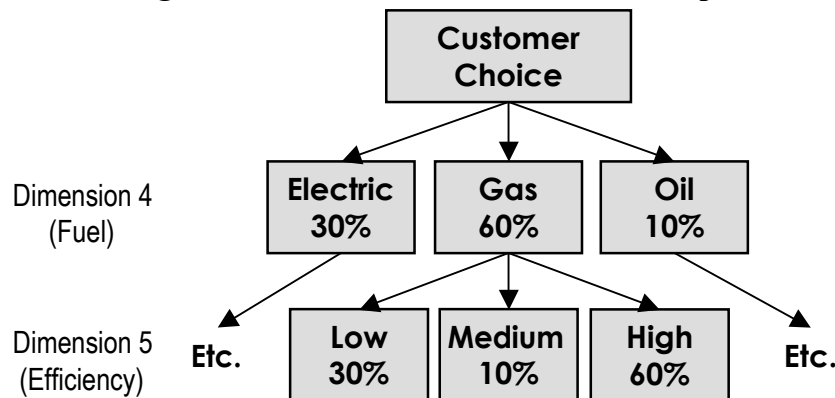 Customer
Choice
Dimension 4
(Fuel)
Electric
30%
Gas
60%
Oil
10%
Dimension 5
(Efficiency)
Etc.
Low
30%
Medium
10%
High
60%
Etc.